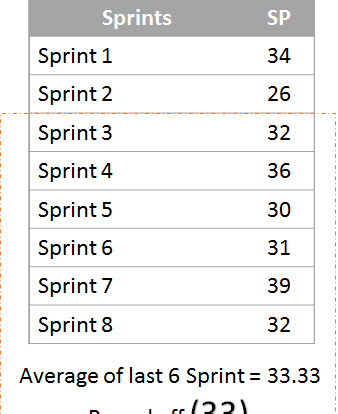 Sprints SP
Sprint 1 34
Sprint 2 26
Sprint 3 32
Sprint 4 36
Sprint 5 30
Sprint 6 31
Sprint 7 39
Sprint 8 32
Average of last 6 Sprint = 33.33
(33)